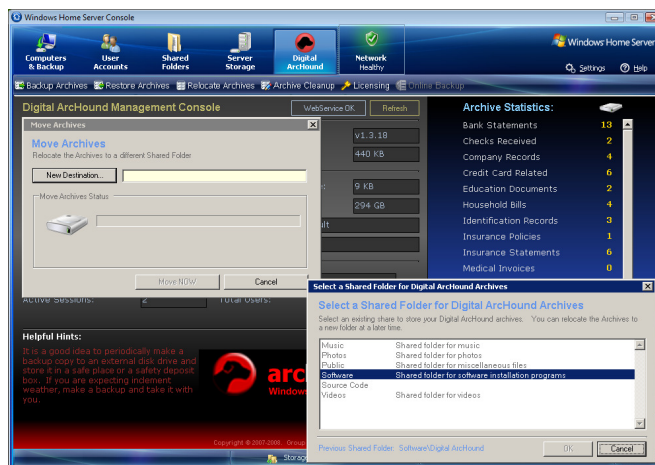 Windows Home Server Console
Computers & Backup
User Accounts
Shared Folders
Server Storage
Digital ArcHound
Network Healthy
Windows Home Server
Settings
Help
Backup Archives
Restore Archives
Relocate Archives
Archive Cleanup
Licensing
Online Backup
Digital ArcHound Management Console
WebService OK
Refresh
Move Archives
Move Archives
Relocate the Archives to a different Shared Folder
New Destination...
Move Archives Status
Move NOW
Cancel
v1.3.18
440 KB
9 KB
294 GB
ult
Active Sessions:
2
Total Users:
Archive Statistics:
Bank Statements 13
Checks Received 2
Company Records 4
Credit Card Related 6
Education Documents 2
Household Bills 4
Identification Records 3
Insurance Policies 1
Insurance Statements 6
Medical Invoices 0
Helpful Hints:
It is a good idea to periodically make a
backup copy to an external disk drive and
store it in a safe place or a safety deposit
box. If you are expecting indement
weather, make a backup and take it with
you.
arc
Windows
Copyright © 2007-2008. Group
Storag
Select a Shared Folder for Digital ArcHound Archives
Select a Shared Folder for Digital ArcHound Archives
Select an existing share to store your Digital ArcHound archives. You can relocate the Archives to
a new folder at a later time.
Music Shared folder for music
Photos Shared folder for photos
Public Shared folder for miscellaneous files
Software Shared folder for software installation programs
Source Code
Videos Shared folder for videos
Previous Shared Folder: Software\Digital ArcHound
OK
Cancel